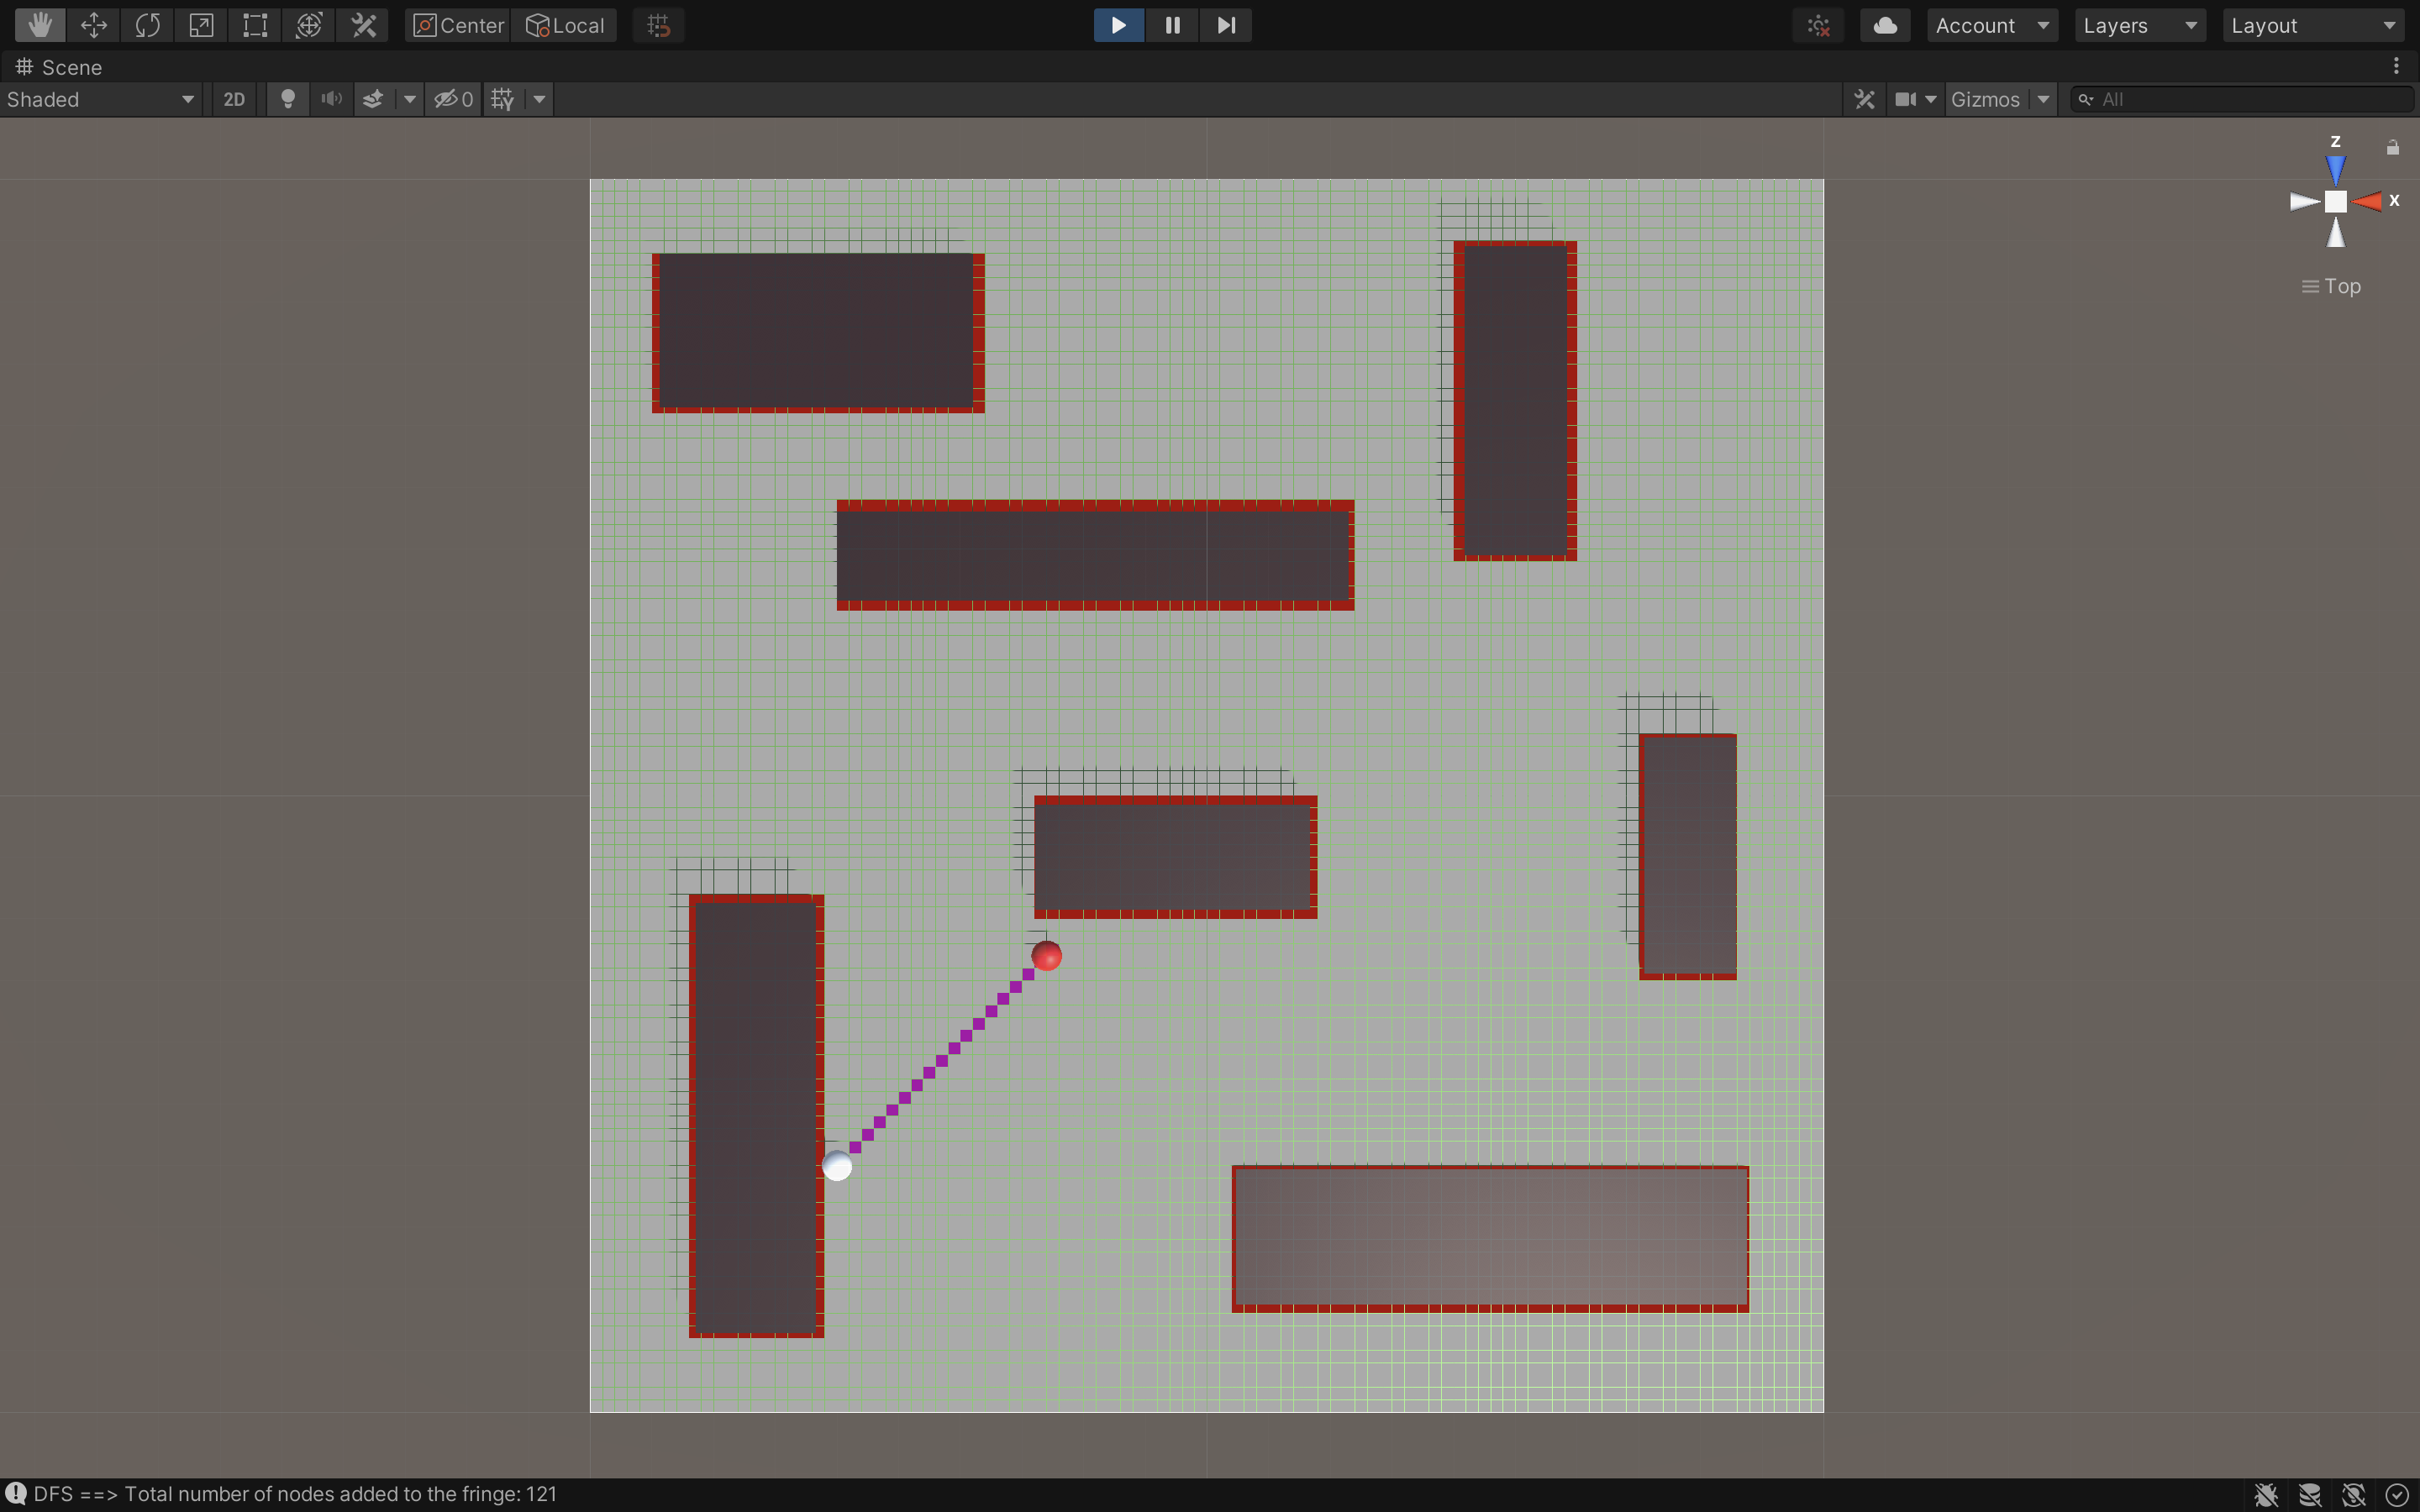 Center Local Account Layers Layout
Scene
Shaded 2D 0 Gizmos All
z
x
Top
DFS ==> Total number of nodes added to the fringe: 121